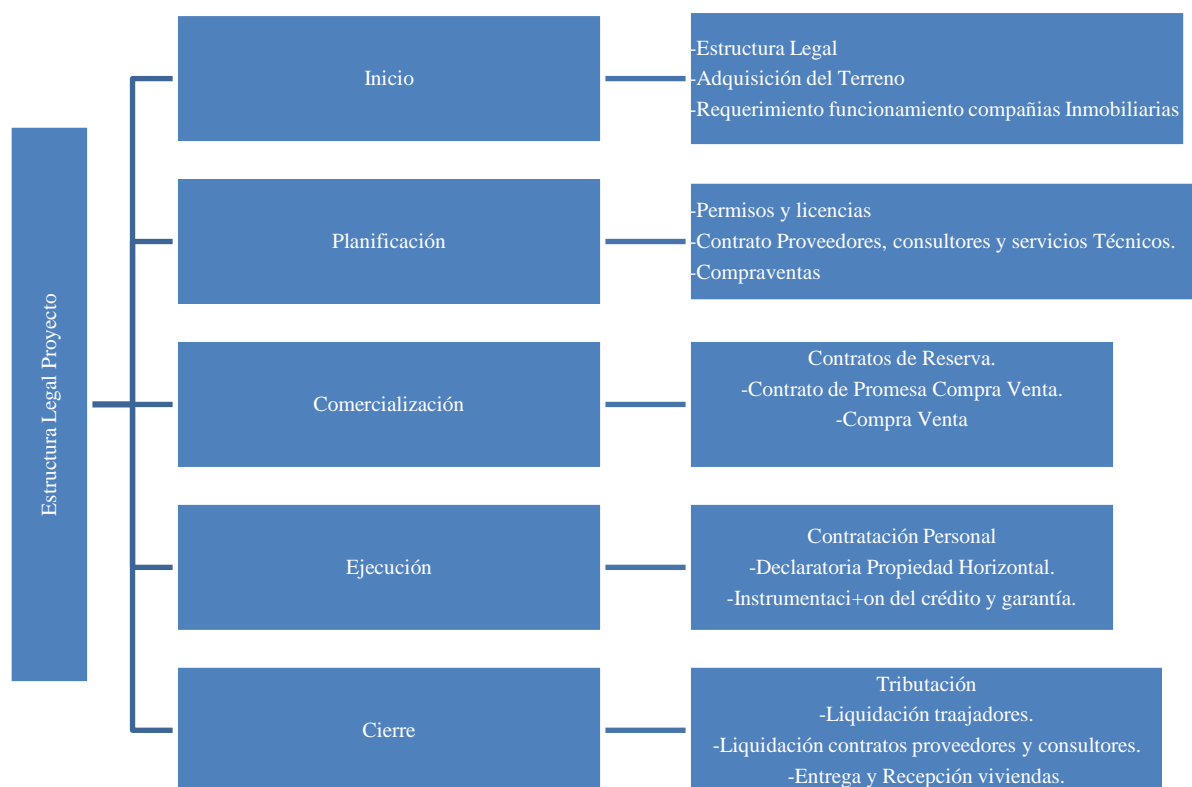 Estructura Legal Proyecto
Inicio
-Estructura Legal
-Adquisición del Terreno
-Requerimiento funcionamiento compañias Inmobiliarias
Planificación
-Permisos y licencias
-Contrato Proveedores, consultores y servicios Técnicos.
-Compraventas
Comercialización
Contratos de Reserva.
-Contrato de Promesa Compra Venta.
-Compra Venta
Ejecución
Contratación Personal
-Declaratoria Propiedad Horizontal.
-Instrumentaci+on del crédito y garantía.
Cierre
Tributación
-Liquidación traajadores.
-Liquidación contratos proveedores y consultores.
-Entrega y Recepción viviendas.